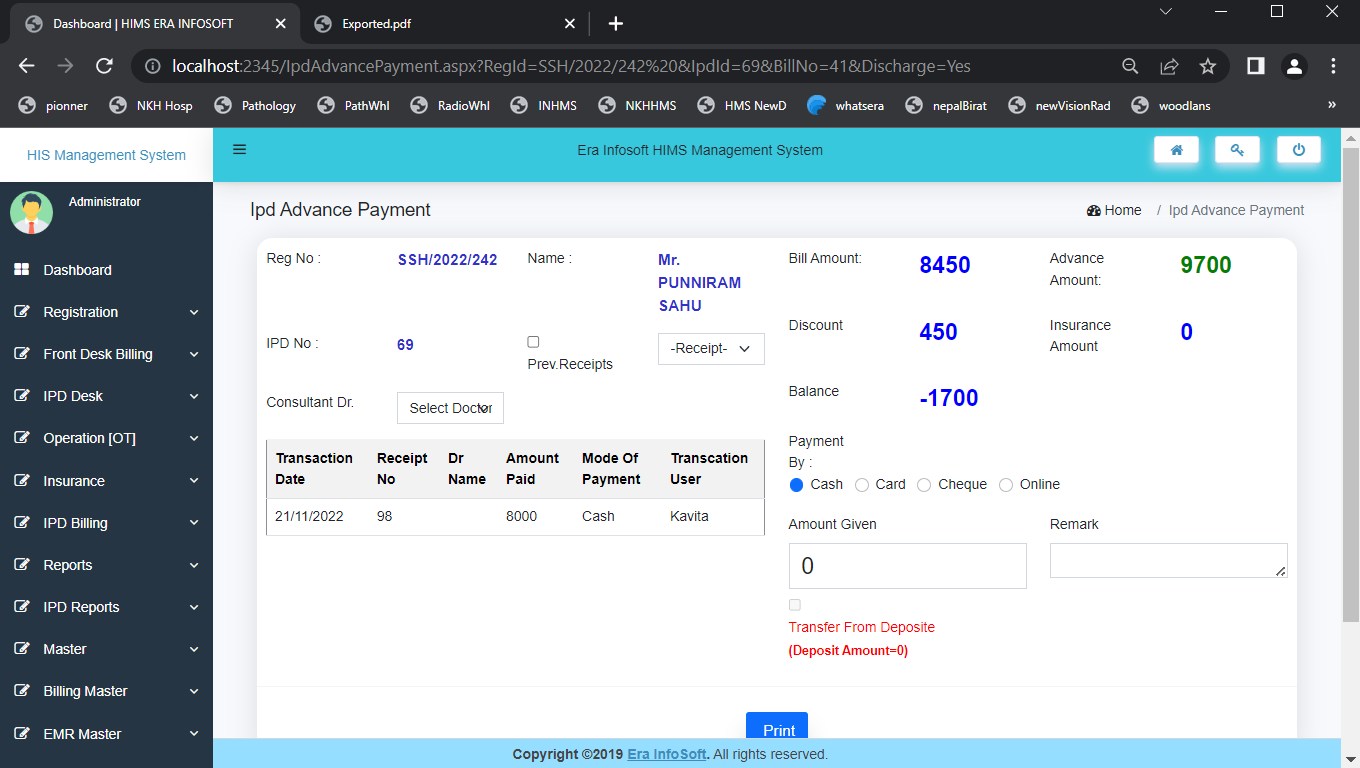 Dashboard | HIMS ERA INFOSOFT
Exported.pdf
localhost:2345/IpdAdvancePayment.aspx?RegId=SSH/2022/242%20&IpdId=69&BillNo=41&Discharge=Yes
pionner
NKH Hosp
Pathology
PathWhl
RadioWhl
INHMS
NKHHMS
HMS NewD
whatsera
nepalBirat
newVisionRad
woodlans
»
HIS Management System
Era Infosoft HIMS Management System
Administrator
Dashboard
Registration
Front Desk Billing
IPD Desk
Operation [OT]
Insurance
IPD Billing
Reports
IPD Reports
Master
Billing Master
EMR Master
Ipd Advance Payment
Home / Ipd Advance Payment
Reg No :
SSH/2022/242
Name :
Mr.
PUNNIRAM
SAHU
IPD No :
69
Prev.Receipts
-Receipt-
Consultant Dr.
Select Doctor
Transaction Date
Receipt No
Dr Name
Amount Paid
Mode Of Payment
Transcation User
21/11/2022 98 8000 Cash Kavita
Bill Amount:
8450
Advance
Amount:
9700
Discount
450
Insurance
Amount
0
Balance
-1700
Payment
By :
Cash Card Cheque Online
Amount Given
0
Remark
Transfer From Deposite
(Deposit Amount=0)
Print
Copyright ©2019 Era InfoSoft. All rights reserved.